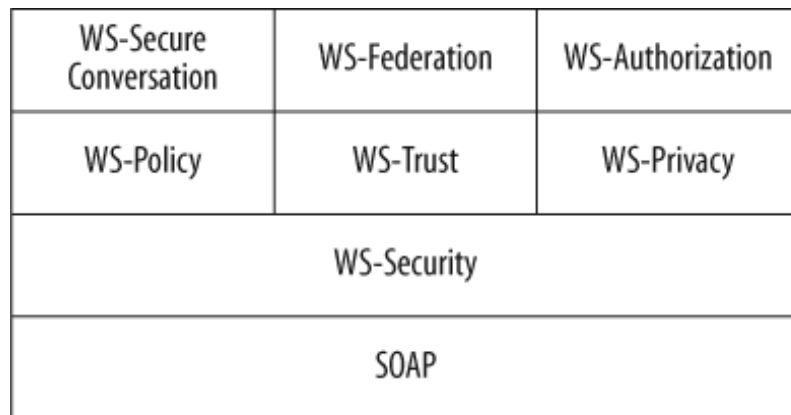 WS-Secure
Conversation
WS-Federation
WS-Authorization
WS-Policy
WS-Trust
WS-Privacy
WS-Security
SOAP